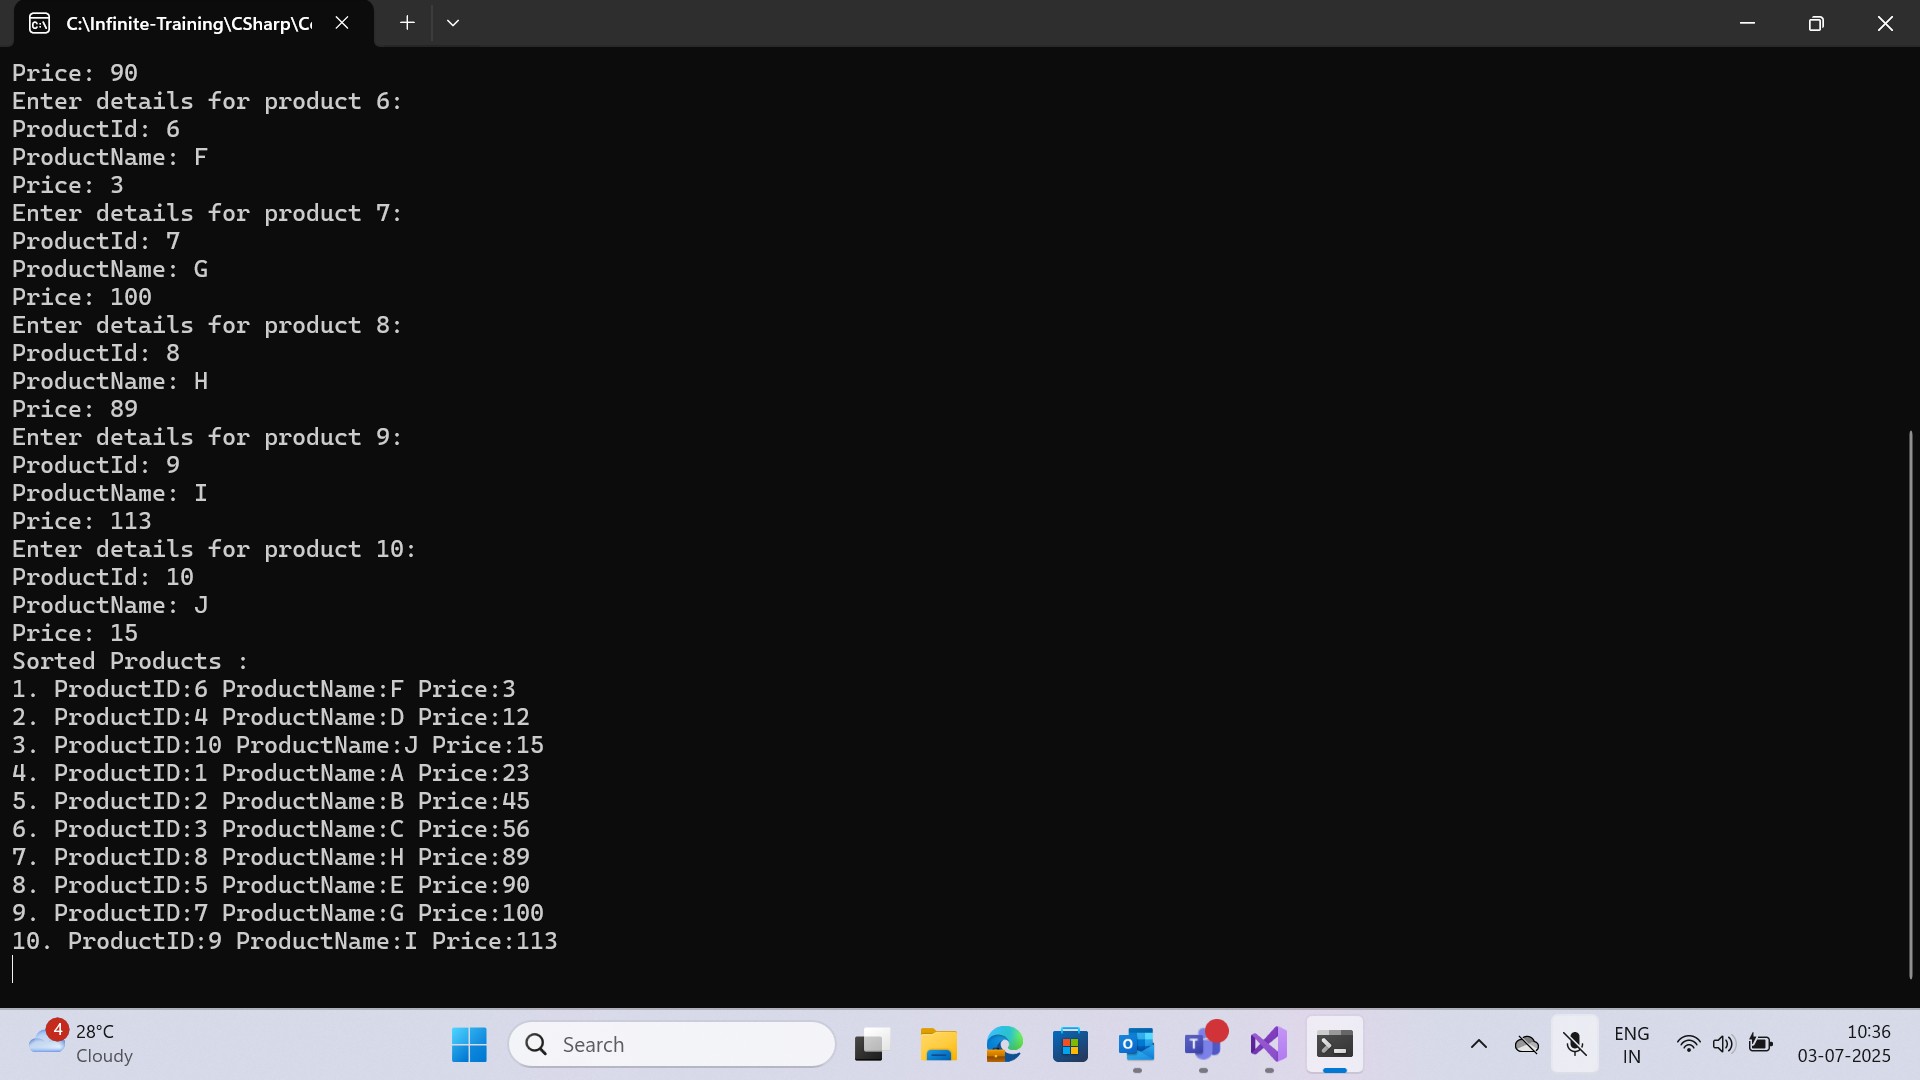 C:\Infinite-Training\CSharp\Co
Price: 90
Enter details for product 6:
ProductId: 6
ProductName: F
Price: 3
Enter details for product 7:
ProductId: 7
ProductName: G
Price: 100
Enter details for product 8:
ProductId: 8
ProductName: H
Price: 89
Enter details for product 9:
ProductId: 9
ProductName: I
Price: 113
Enter details for product 10:
ProductId: 10
ProductName: J
Price: 15
Sorted Products :
1. ProductID:6 ProductName:F Price:3
2. ProductID:4 ProductName:D Price:12
3. ProductID:10 ProductName:J Price:15
4. ProductID:1 ProductName:A Price:23
5. ProductID:2 ProductName:B Price:45
6. ProductID:3 ProductName:C Price:56
7. ProductID:8 ProductName:H Price:89
8. ProductID:5 ProductName:E Price:90
9. ProductID:7 ProductName:G Price:100
10. ProductID:9 ProductName:I Price:113
4
28°C
Cloudy
Search
ENG
IN
10:36
03-07-2025